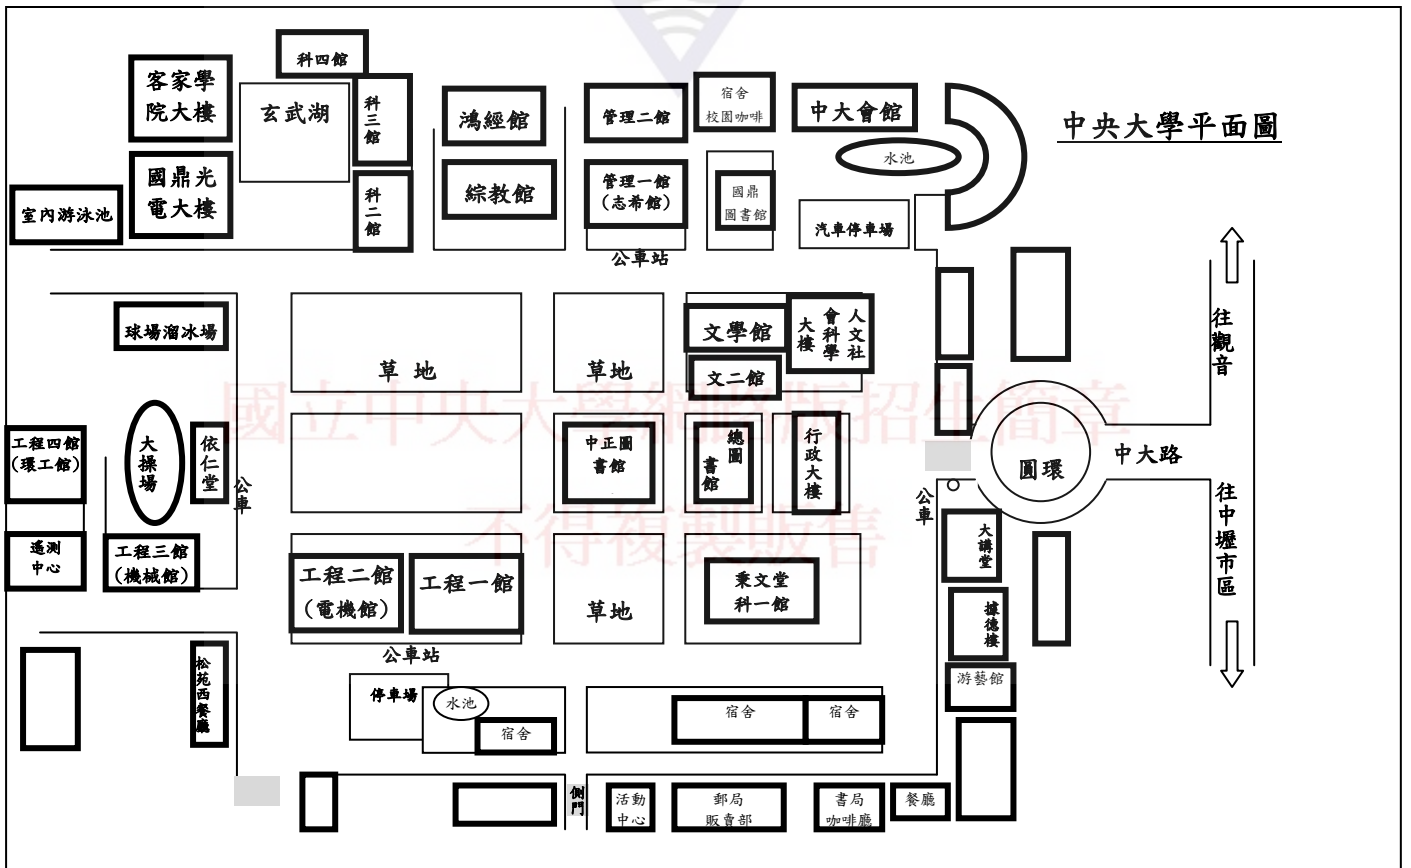 中央大學平面圖
科四館
客家學
院大樓
玄武湖
科三館
鴻經館
管理二館
宿舍
校園咖啡
中大會館
水池
國鼎光
電大樓
室內游泳池
科二館
綜教館
管理一館
(志希館)
國鼎
圖書館
汽車停車場
公車站
球場溜冰場
草 地
草地
文學館
人文社
會科學
大樓
文二館
往觀音
國立中央大學網路版招生簡章
不得複製販售
工程四館
(環工館)
大操場
依仁堂
公車
中正圖
書館
總圖
書館
行政大樓
公車
圓環
中大路
往中壢市區
遙測
中心
工程三館
(機械館)
工程二館
(電機館)
工程一館
草地
秉文堂
科一館
大講堂
據德樓
游藝館
公車站
松苑西餐廳
停車場
水池
宿舍
宿舍
宿舍
側門
活動
中心
郵局
販賣部
書局
咖啡廳
餐廳